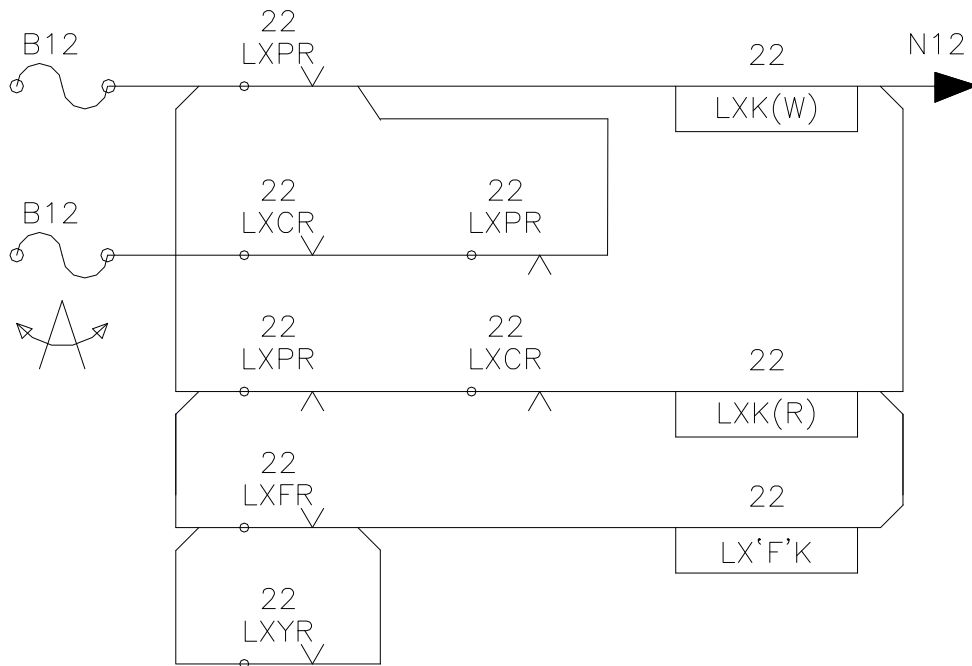 22
B12
LXPR
22
N12
LXK(W)
22
22
B12
LXCR
LXPR
22
22
LXPR
LXCR
22
LXK(R)
22
LXFR
22
LX‘F’K
22
LXYR